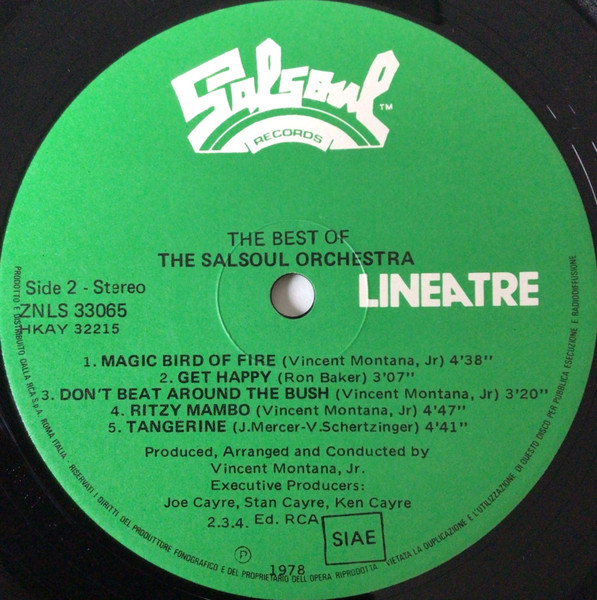 Salsoul TM
RECORDS
THE BEST OF
THE SALSOUL ORCHESTRA
LINEATRE
Side 2 - Stereo
ZNLS 33065
HKAY 32215
1. MAGIC BIRD OF FIRE (Vincent Montana, Jr) 4'38''
2. GET HAPPY (Ron Baker) 3'07''
3. DON'T BEAT AROUND THE BUSH (Vincent Montana, Jr) 3'20''
4. RITZY MAMBO (Vincent Montana, Jr) 4'47''
5. TANGERINE (J.Mercer-V.Schertzinger) 4'41''
Produced, Arranged and Conducted by
Vincent Montana, Jr.
Executive Producers:
Joe Cayre, Stan Cayre, Ken Cayre
2.3.4. Ed. RCA
SIAE
℗ 1978
PRODOTTO E DISTRIBUITO DALLA RCA S.p.A. ROMA ITALIA - RISERVATI I DIRITTI DEL PRODUTTORE FONOGRAFICO E DEL PROPRIETARIO DELL'OPERA RIPRODOTTA - VIETATA LA DUPLICAZIONE E L'UTILIZZAZIONE DI QUESTO DISCO PER PUBBLICA ESECUZIONE E RADIODIFFUSIONE